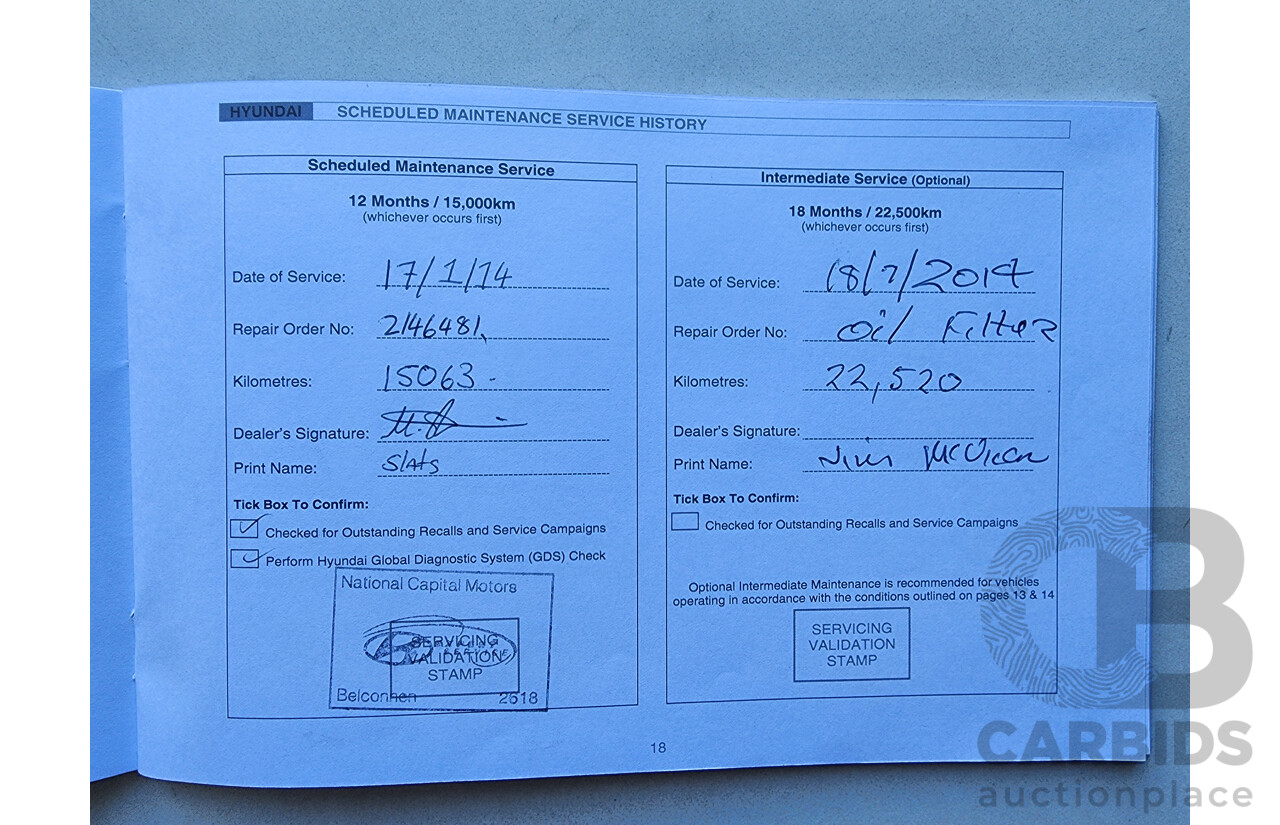 HYUNDAI SCHEDULED MAINTENANCE SERVICE HISTORY
Scheduled Maintenance Service
12 Months / 15,000km
(whichever occurs first)
Date of Service: 17/1/14
Repair Order No: 2146481
Kilometres: 15063
Dealer's Signature:
Print Name: Slats
Tick Box To Confirm:
Checked for Outstanding Recalls and Service Campaigns
Perform Hyundai Global Diagnostic System (GDS) Check
National Capital Motors
SERVICING
VALIDATION
STAMP
Belconnen 2618
Intermediate Service (Optional)
18 Months / 22,500km
(whichever occurs first)
Date of Service: 18/7/2014
Repair Order No: Oil Filter
Kilometres: 22,520
Dealer's Signature:
Print Name:
Tick Box To Confirm:
Checked for Outstanding Recalls and Service Campaigns
Optional Intermediate Maintenance is recommended for vehicles
operating in accordance with the conditions outlined on pages 13 & 14
SERVICING
VALIDATION
STAMP
18
CB
CARBIDS
auctionplace